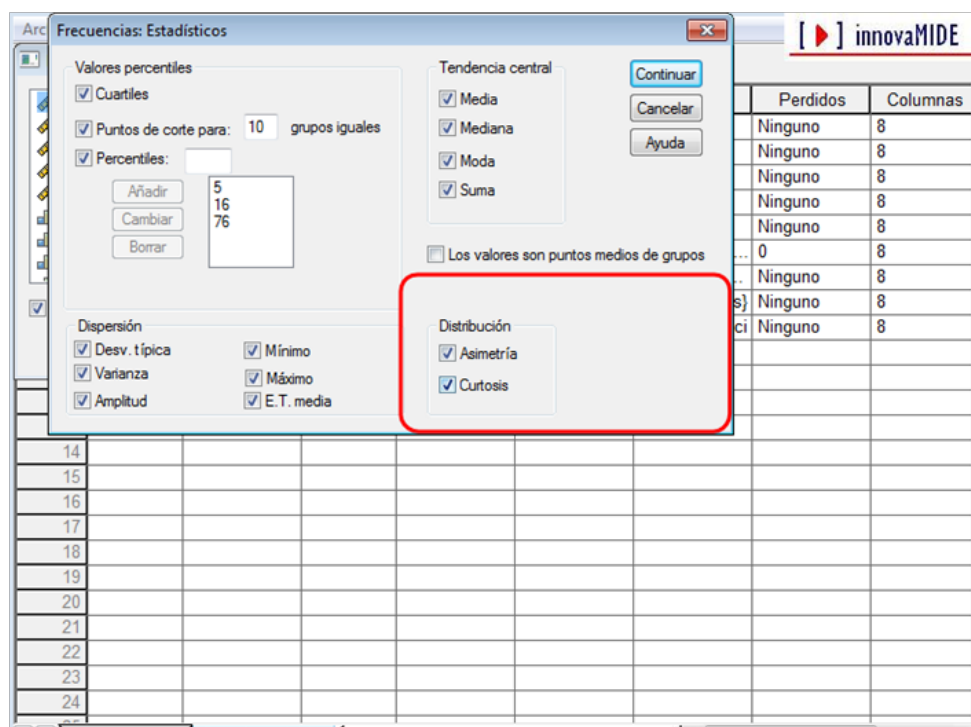 Arc
Frecuencias: Estadísticos
[ ] innovaMIDE
Valores percentiles
Cuartiles
Puntos de corte para: 10 grupos iguales
Percentiles:
Añadir
Cambiar
Borrar
5
16
76
Tendencia central
Media
Mediana
Moda
Suma
Continuar
Cancelar
Ayuda
Los valores son puntos medios de grupos
Dispersión
Desv. típica
Varianza
Amplitud
Mínimo
Máximo
E.T. media
Distribución
Asimetría
Curtosis
Perdidos Columnas
Ninguno 8
Ninguno 8
Ninguno 8
Ninguno 8
Ninguno 8
... 0 8
Ninguno 8
s} Ninguno 8
ci Ninguno 8
14
15
16
17
18
19
20
21
22
23
24